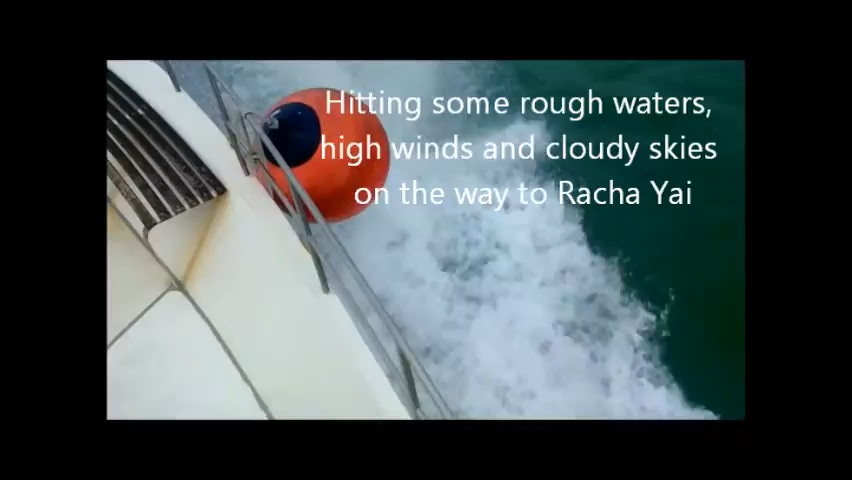 Hitting some rough waters,
high winds and cloudy skies
on the way to Racha Yai